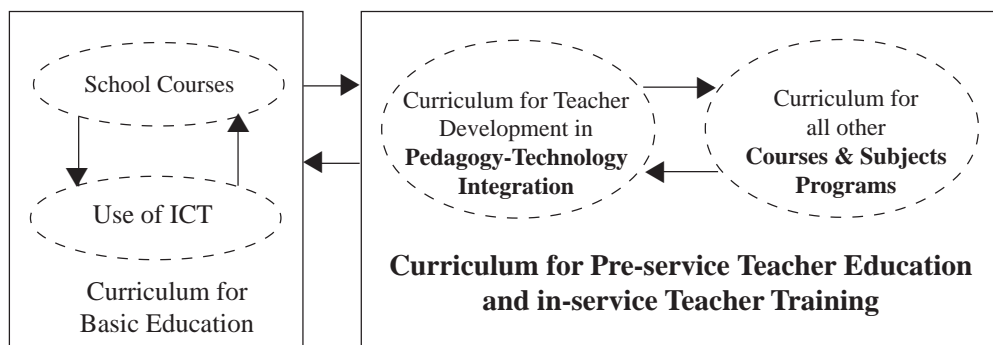 School Courses
Use of ICT
Curriculum for
Basic Education
Curriculum for Teacher
Development in
Pedagogy-Technology
Integration
Curriculum for
all other
Courses & Subjects
Programs
Curriculum for Pre-service Teacher Education
and in-service Teacher Training